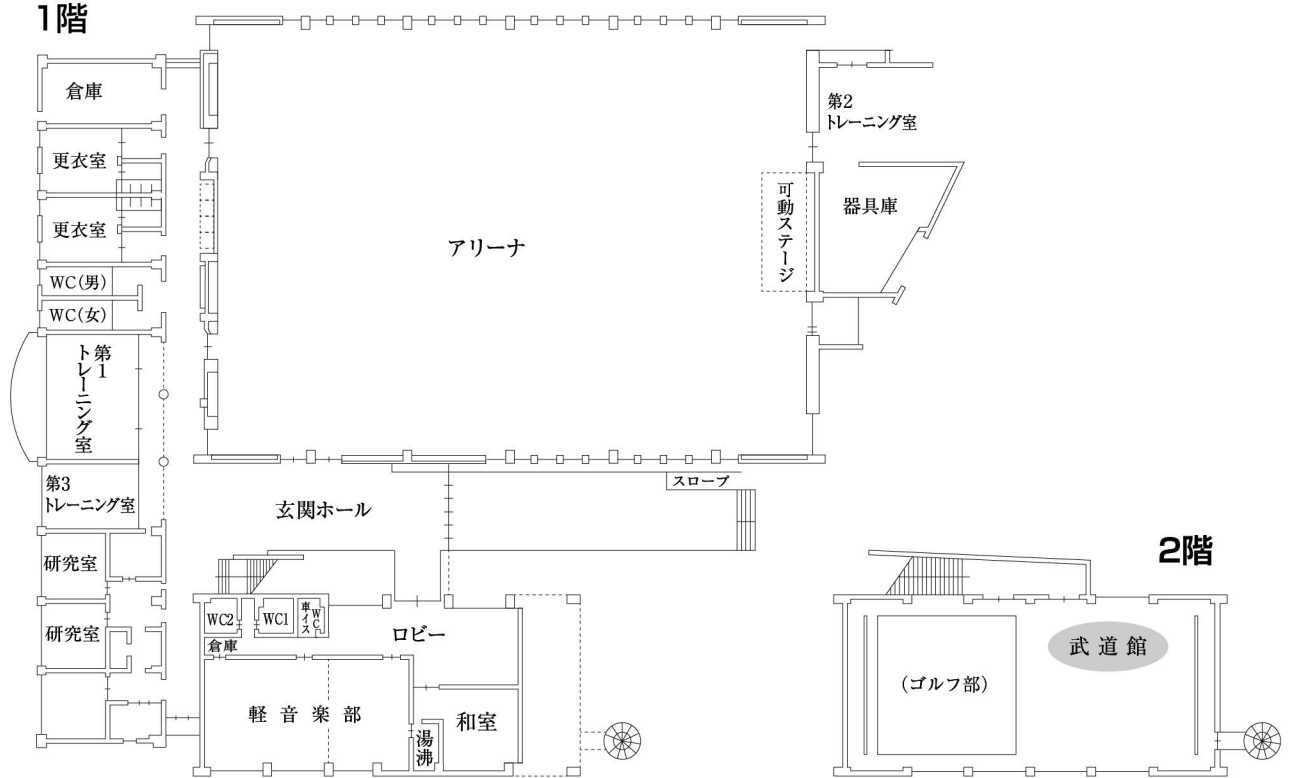 1階
倉庫
更衣室
更衣室
WC(男)
WC(女)
第1
トレーニング室
第3
トレーニング室
研究室
研究室
アリーナ
可動ステージ
第2
トレーニング室
器具庫
玄関ホール
スロープ
WC2
WC1
車イス
WC
倉庫
ロビー
軽音楽部
湯沸
和室
2階
武道館
(ゴルフ部)